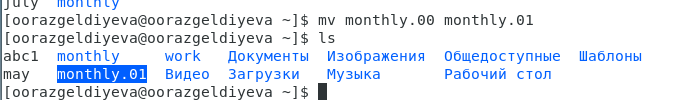 july monthly
[oorazgeldiyeva@oorazgeldiyeva ~]$ mv monthly.00 monthly.01
[oorazgeldiyeva@oorazgeldiyeva ~]$ ls
abc1 monthly work Документы Изображения Общедоступные Шаблоны
may monthly.01 Видео Загрузки Музыка Рабочий стол
[oorazgeldiyeva@oorazgeldiyeva ~]$